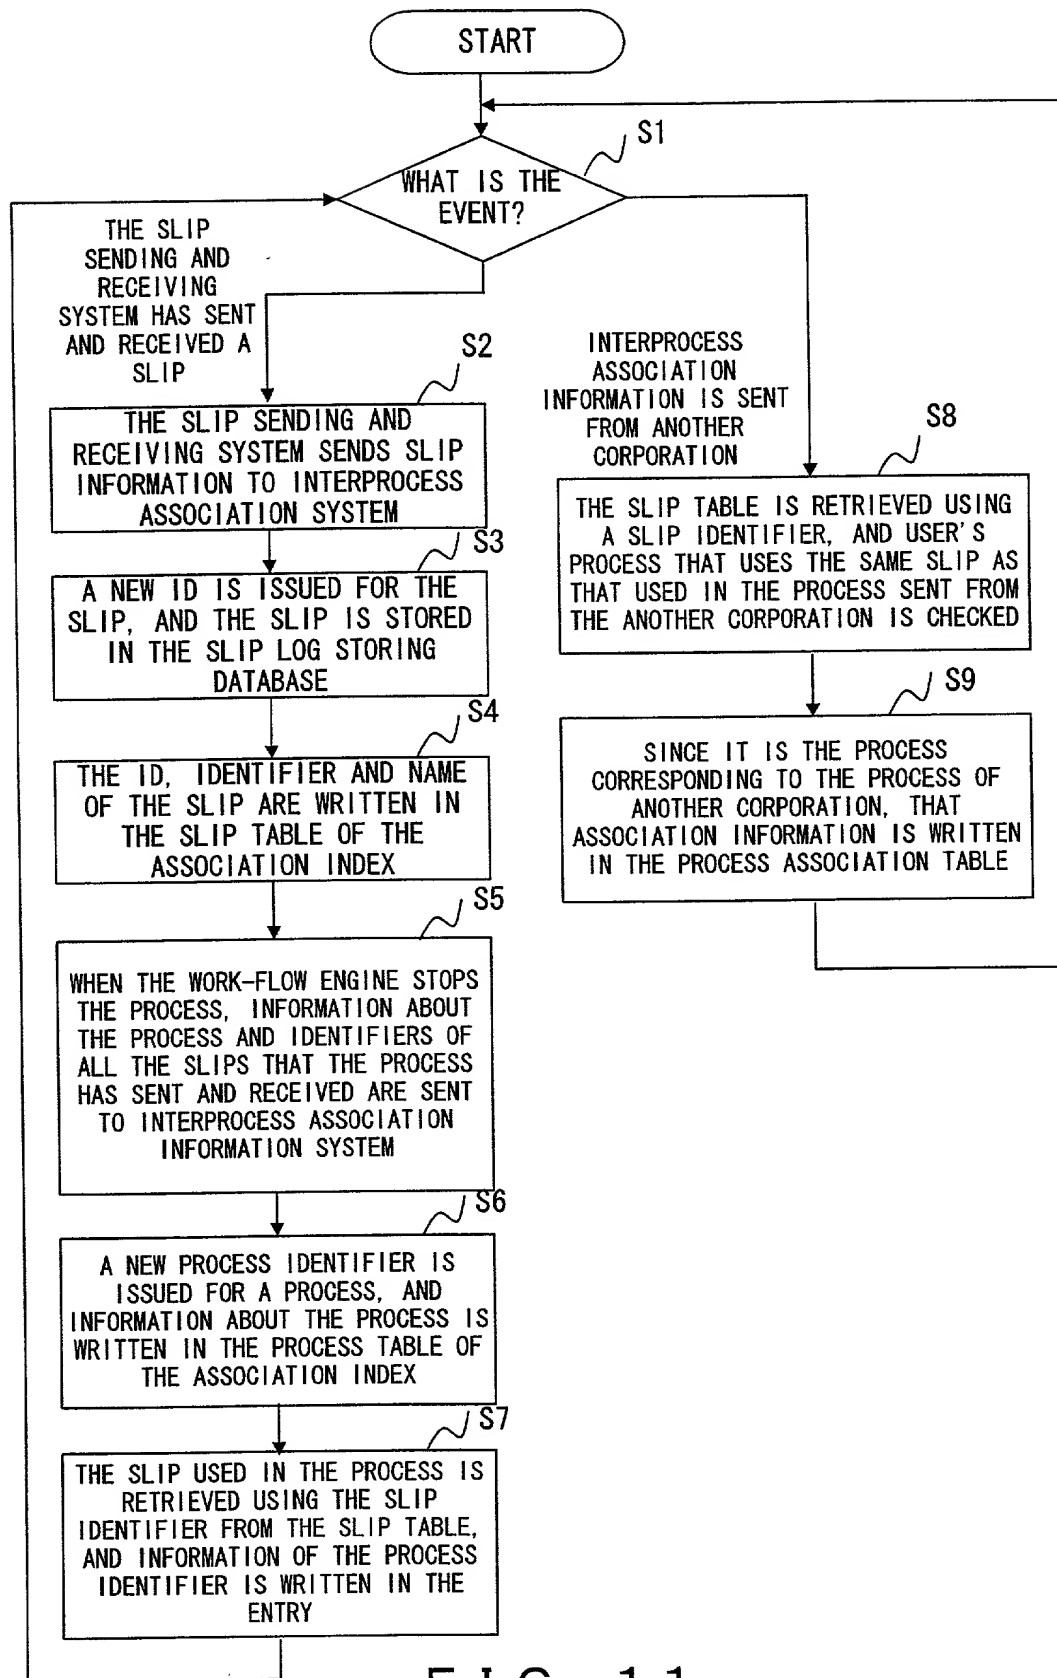 START
S1
WHAT IS THE
EVENT?
THE SLIP
SENDING AND
RECEIVING
SYSTEM HAS SENT
AND RECEIVED A
SLIP
S2
THE SLIP SENDING AND
RECEIVING SYSTEM SENDS SLIP
INFORMATION TO INTERPROCESS
ASSOCIATION SYSTEM
S3
A NEW ID IS ISSUED FOR THE
SLIP, AND THE SLIP IS STORED
IN THE SLIP LOG STORING
DATABASE
S4
THE ID, IDENTIFIER AND NAME
OF THE SLIP ARE WRITTEN IN
THE SLIP TABLE OF THE
ASSOCIATION INDEX
S5
WHEN THE WORK-FLOW ENGINE STOPS
THE PROCESS, INFORMATION ABOUT
THE PROCESS AND IDENTIFIERS OF
ALL THE SLIPS THAT THE PROCESS
HAS SENT AND RECEIVED ARE SENT
TO INTERPROCESS ASSOCIATION
INFORMATION SYSTEM
S6
A NEW PROCESS IDENTIFIER IS
ISSUED FOR A PROCESS, AND
INFORMATION ABOUT THE PROCESS IS
WRITTEN IN THE PROCESS TABLE OF
THE ASSOCIATION INDEX
S7
THE SLIP USED IN THE PROCESS IS
RETRIEVED USING THE SLIP
IDENTIFIER FROM THE SLIP TABLE,
AND INFORMATION OF THE PROCESS
IDENTIFIER IS WRITTEN IN THE
ENTRY
INTERPROCESS
ASSOCIATION
INFORMATION IS SENT
FROM ANOTHER
CORPORATION
S8
THE SLIP TABLE IS RETRIEVED USING
A SLIP IDENTIFIER, AND USER'S
PROCESS THAT USES THE SAME SLIP AS
THAT USED IN THE PROCESS SENT FROM
THE ANOTHER CORPORATION IS CHECKED
S9
SINCE IT IS THE PROCESS
CORRESPONDING TO THE PROCESS OF
ANOTHER CORPORATION, THAT
ASSOCIATION INFORMATION IS WRITTEN
IN THE PROCESS ASSOCIATION TABLE
FIG. 11